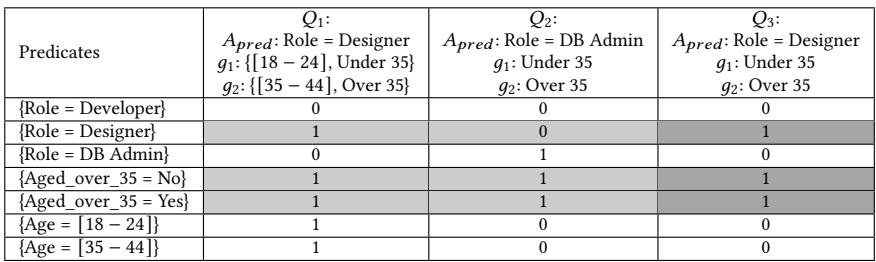 Predicates
Q1:
A_pred: Role = Designer
g1: {[18 − 24], Under 35}
g2: {[35 − 44], Over 35}
Q2:
A_pred: Role = DB Admin
g1: Under 35
g2: Over 35
Q3:
A_pred: Role = Designer
g1: Under 35
g2: Over 35
{Role = Developer} 0 0 0
{Role = Designer} 1 0 1
{Role = DB Admin} 0 1 0
{Aged_over_35 = No} 1 1 1
{Aged_over_35 = Yes} 1 1 1
{Age = [18 − 24]} 1 0 0
{Age = [35 − 44]} 1 0 0